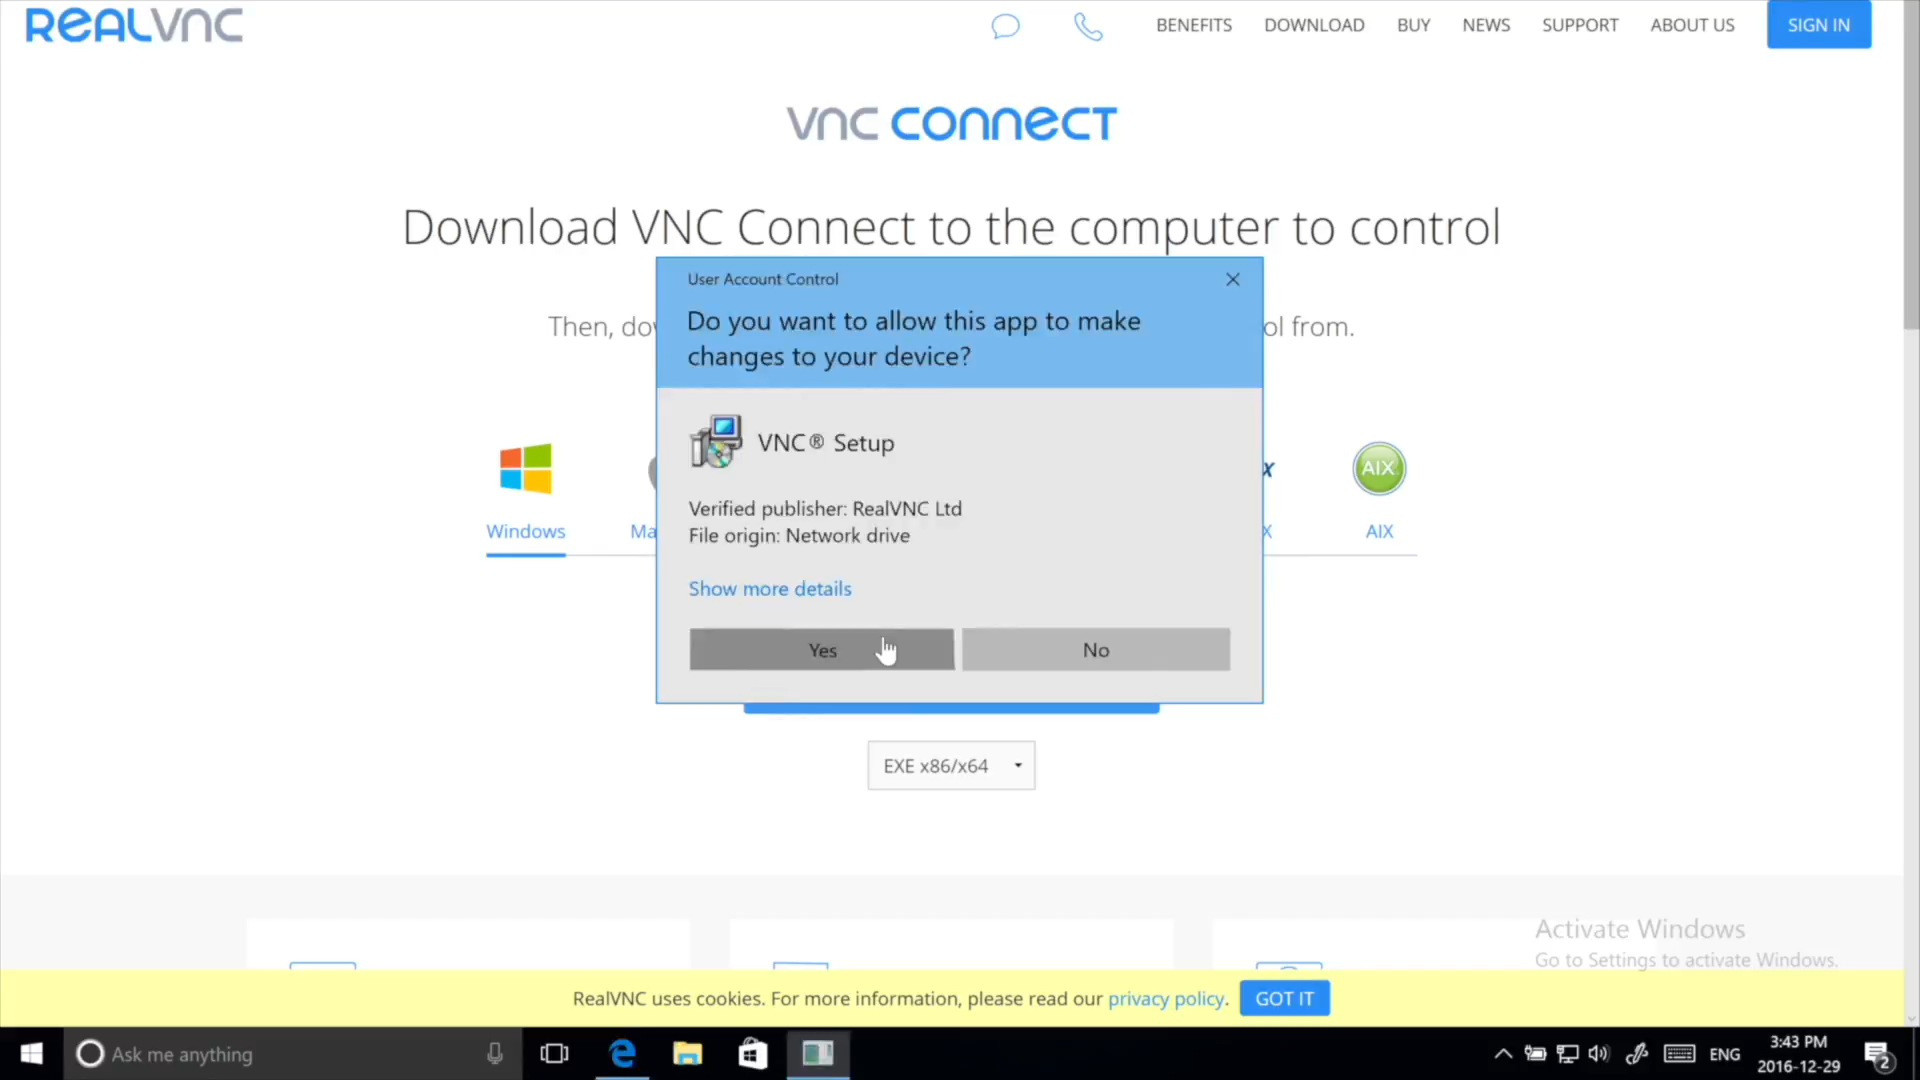 REALVNC
BENEFITS DOWNLOAD BUY NEWS SUPPORT ABOUT US SIGN IN
VNC CONNECT
Download VNC Connect to the computer to control
Then, do
ol from.
User Account Control
Do you want to allow this app to make
changes to your device?
VNC® Setup
Verified publisher: RealVNC Ltd
File origin: Network drive
Show more details
Yes No
Windows
Ma
X
AIX
AIX
EXE x86/x64
Activate Windows
Go to Settings to activate Windows.
RealVNC uses cookies. For more information, please read our privacy policy. GOT IT
Ask me anything
ENG
3:43 PM
2016-12-29
2